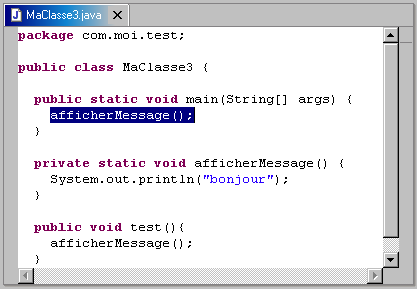 MaClasse3.java
package com.moi.test;
public class MaClasse3 {
public static void main(String[] args) {
afficherMessage();
}
private static void afficherMessage() {
System.out.println("bonjour");
}
public void test(){
afficherMessage();
}